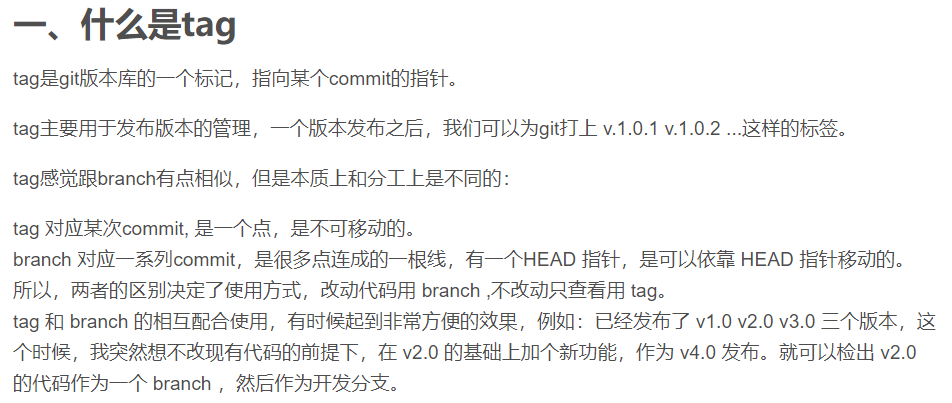 一、什么是tag
tag是git版本库的一个标记，指向某个commit的指针。
tag主要用于发布版本的管理，一个版本发布之后，我们可以为git打上 v.1.0.1 v.1.0.2 ...这样的标签。
tag感觉跟branch有点相似，但是本质上和分工上是不同的：
tag 对应某次commit, 是一个点，是不可移动的。
branch 对应一系列commit，是很多点连成的一根线，有一个HEAD 指针，是可以依靠 HEAD 指针移动的。
所以，两者的区别决定了使用方式，改动代码用 branch ,不改动只查看用 tag。
tag 和 branch 的相互配合使用，有时候起到非常方便的效果，例如：已经发布了 v1.0 v2.0 v3.0 三个版本，这
个时候，我突然想不改现有代码的前提下，在 v2.0 的基础上加个新功能，作为 v4.0 发布。就可以检出 v2.0
的代码作为一个 branch ，然后作为开发分支。